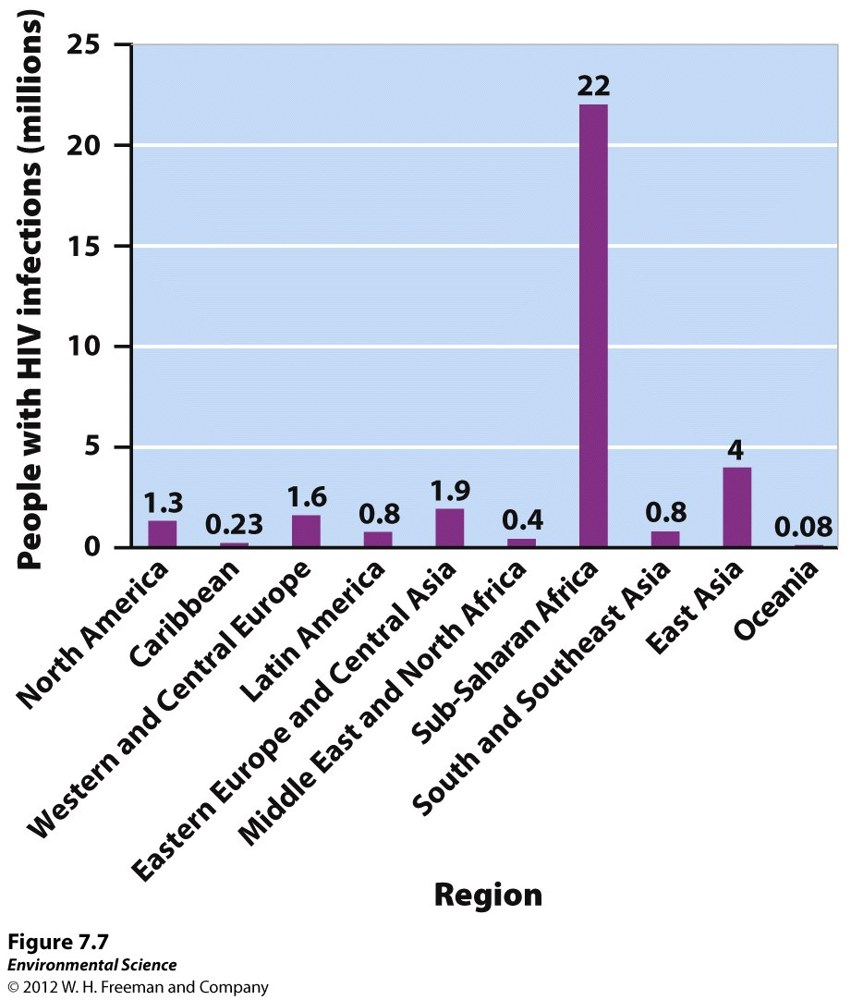 People with HIV infections (millions)
25
20
15
10
5
0
1.3
0.23
1.6
0.8
1.9
0.4
22
0.8
4
0.08
North America
Caribbean
Western and Central Europe
Latin America
Eastern Europe and Central Asia
Middle East and North Africa
Sub-Saharan Africa
South and Southeast Asia
East Asia
Oceania
Region
Figure 7.7
Environmental Science
© 2012 W. H. Freeman and Company